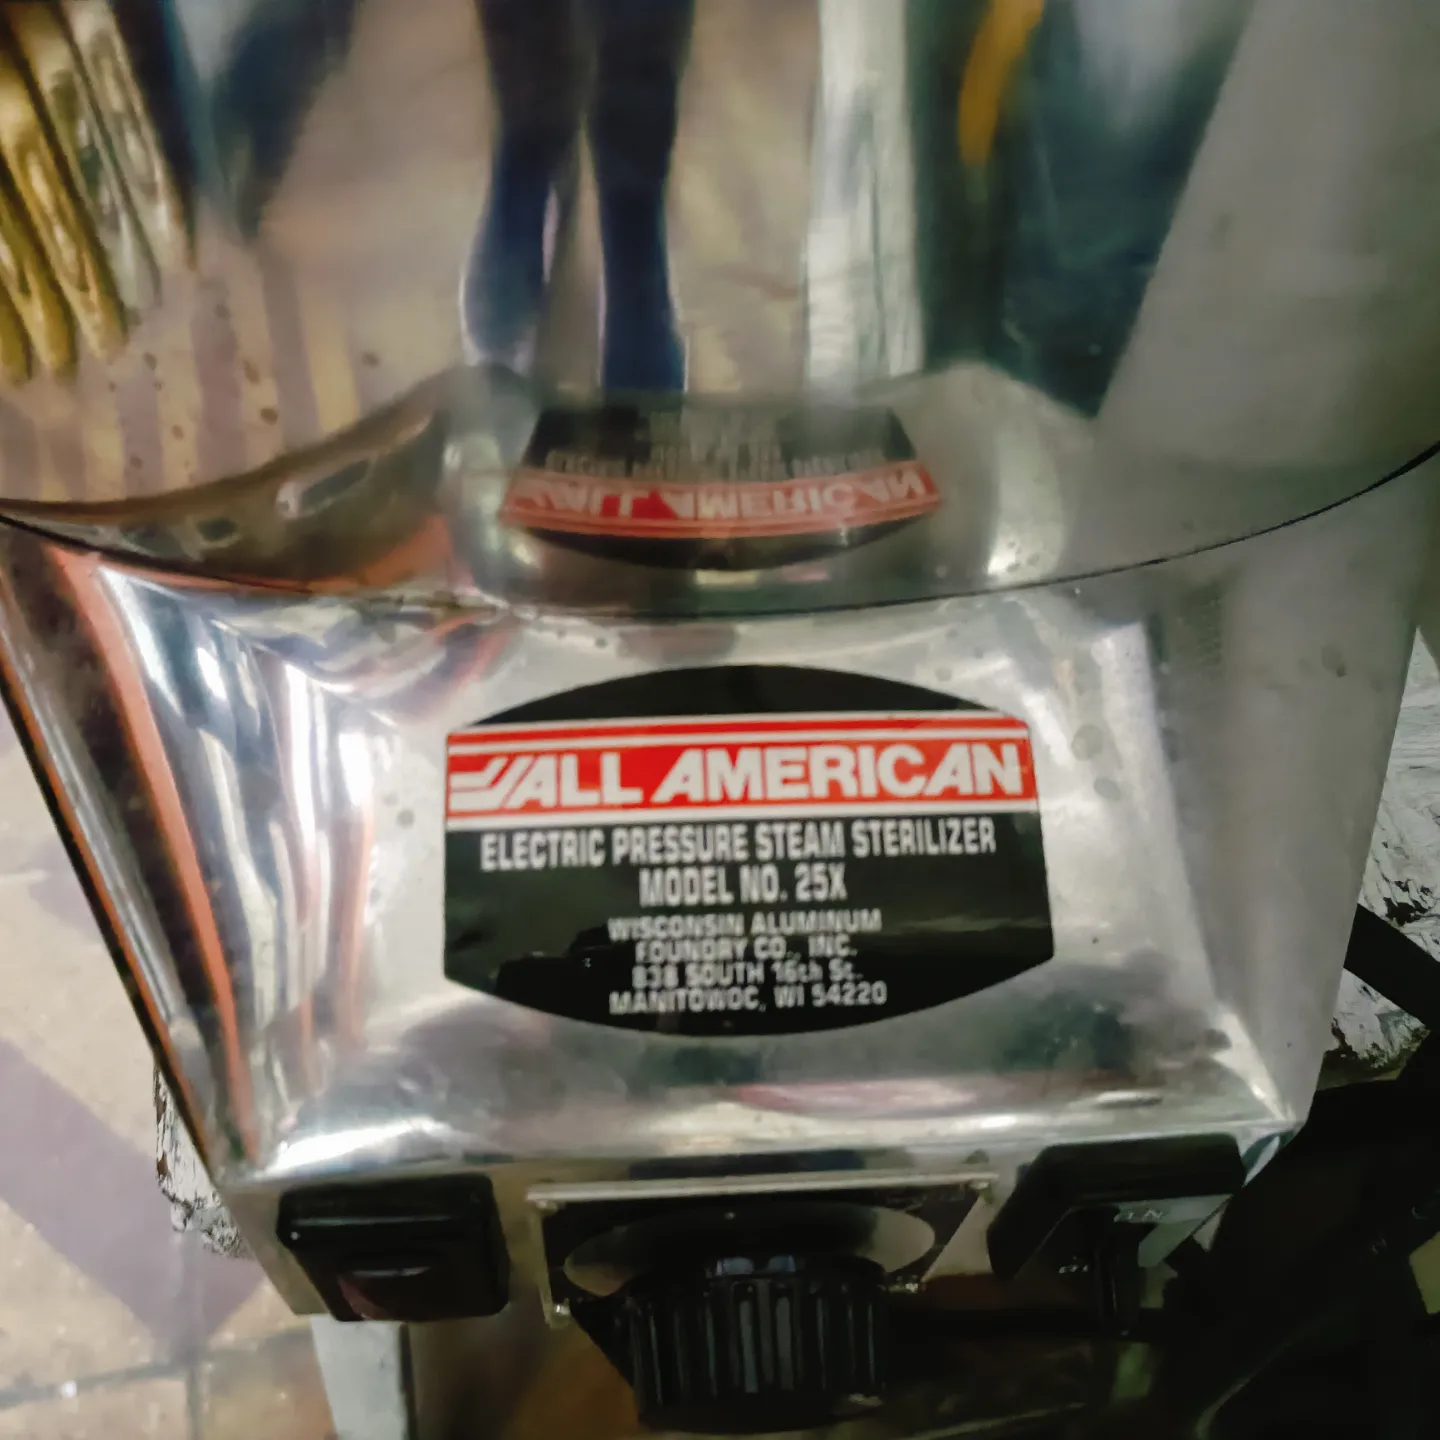 ALL AMERICAN
ELECTRIC PRESSURE STEAM STERILIZER
MODEL NO. 25X
WISCONSIN ALUMINUM
FOUNDRY CO., INC.
838 SOUTH 16th St.
MANITOWOC, WI 54220
ON